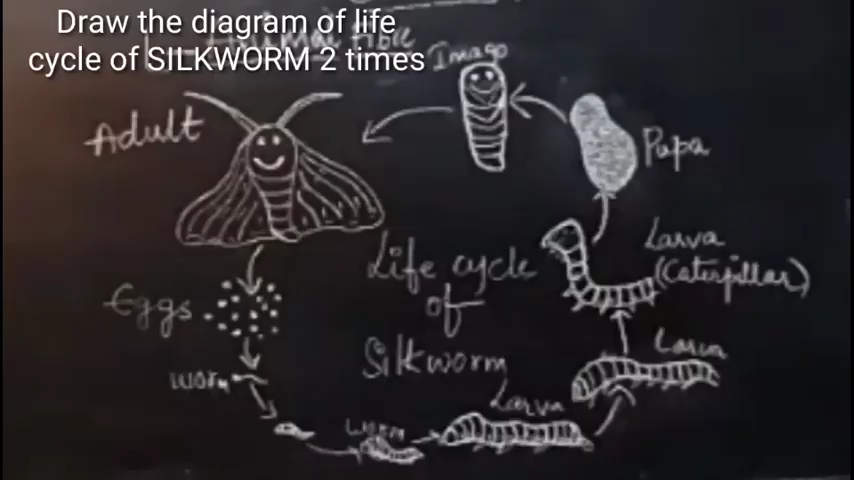 Draw the diagram of life
cycle of SILKWORM 2 times
Imago
Adult
Pupa
Larva
(Caterpillar)
Life cycle
of
Silkworm
Eggs
Larva
worm
Larva
worm